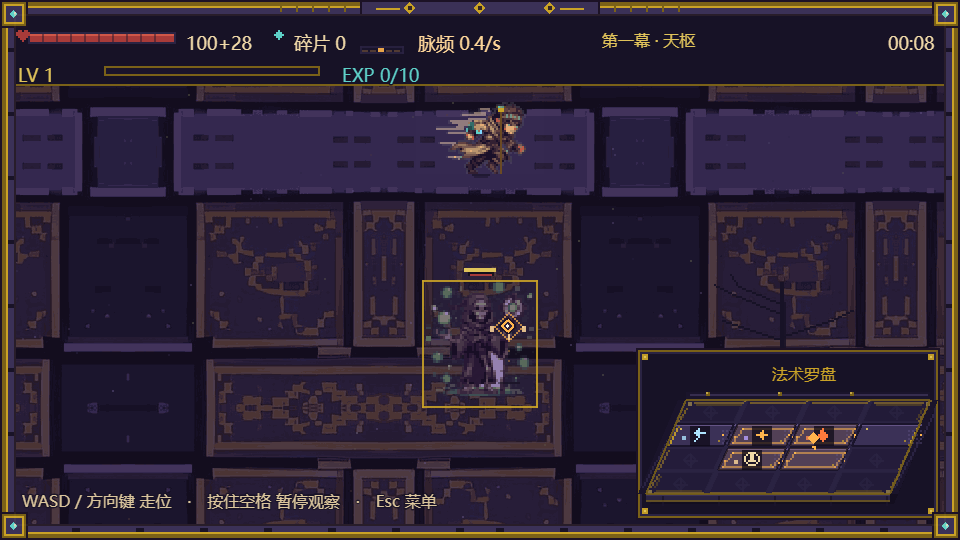 100+28 碎片 0 脉频 0.4/s 第一幕 · 天枢 00:08
LV 1 EXP 0/10
法术罗盘
WASD / 方向键 走位 · 按住空格 暂停观察 · Esc 菜单